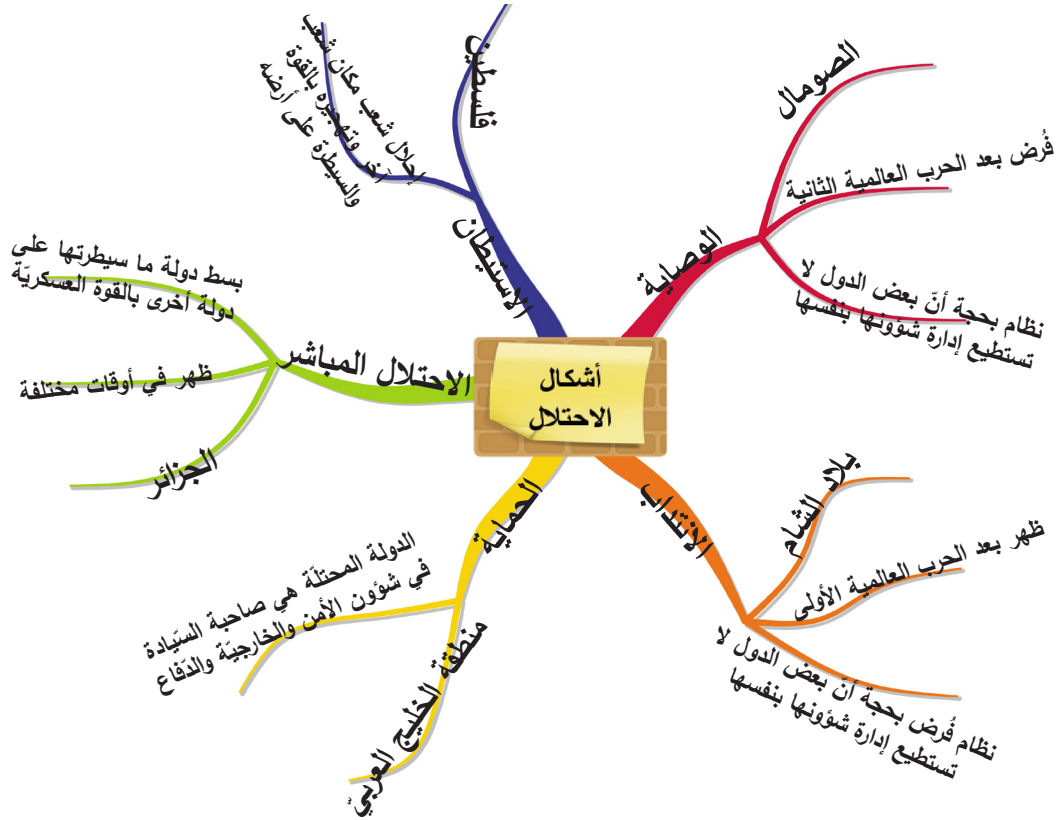 أشكال
الاحتلال
الوصاية
الصومال
فُرض بعد الحرب العالمية الثانية
نظام بحجة أنّ بعض الدول لا
تستطيع إدارة شؤونها بنفسها
الانتداب
بلاد الشام
ظهر بعد الحرب العالمية الأولى
نظام فُرض بحجة أنّ بعض الدول لا
تستطيع إدارة شؤونها بنفسها
الحماية
الدولة المحتلّة هي صاحبة السّيادة
في شؤون الأمن والخارجيّة والدّفاع
منطقة الخليج العربيّ
الاحتلال المباشر
بسط دولة ما سيطرتها على
دولة أخرى بالقوة العسكريّة
ظهر في أوقات مختلفة
الجزائر
الاستيطان
إحلال شعب مكان شعب
آخر وتهجيره بالقوة
والسيطرة على أرضه
فلسطين